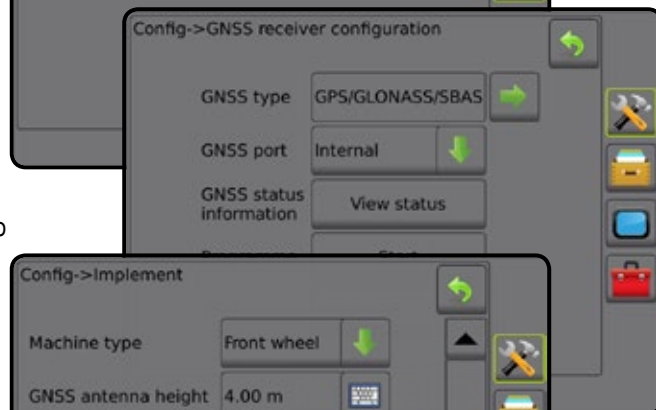 Config->GNSS receiver configuration
GNSS type GPS/GLONASS/SBAS
GNSS port Internal
GNSS status information View status
Config->Implement
Machine type Front wheel
GNSS antenna height 4.00 m